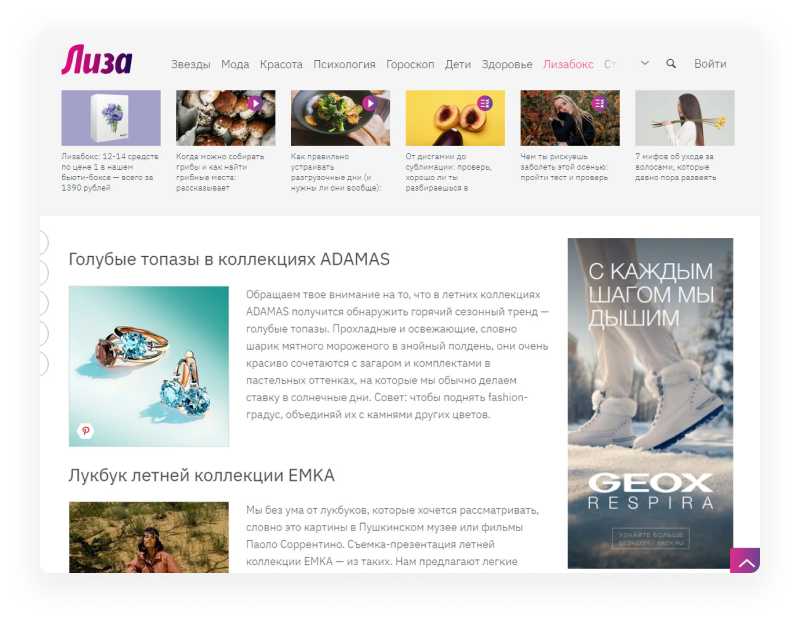 Лиза
Звезды Мода Красота Психология Гороскоп Дети Здоровье Лизабокс Ст Войти
Лизабокс: 12-14 средств
по цене 1 в нашем
бьюти-боксе — всего за
1390 рублей
Когда можно собирать
грибы и как найти
грибные места:
рассказывает
Как правильно
устраивать
разгрузочные дни (и
нужны ли они вообще):
От дисгамии до
сублимации: проверь,
хорошо ли ты
разбираешься в
Чем ты рискуешь
заболеть этой осенью:
пройти тест и проверь
7 мифов об уходе за
волосами, которые
давно пора развеять
Голубые топазы в коллекциях ADAMAS
Обращаем твое внимание на то, что в летних коллекциях
ADAMAS получится обнаружить горячий сезонный тренд —
голубые топазы. Прохладные и освежающие, словно
шарик мятного мороженого в знойный полдень, они очень
красиво сочетаются с загаром и комплектами в
пастельных оттенках, на которые мы обычно делаем
ставку в солнечные дни. Совет: чтобы поднять fashion-
градус, объединяй их с камнями других цветов.
Лукбук летней коллекции EMKA
Мы без ума от лукбуков, которые хочется рассматривать,
словно это картины в Пушкинском музее или фильмы
Паоло Соррентино. Съемка-презентация летней
коллекции EMKA — из таких. Нам предлагают легкие
С КАЖДЫМ
ШАГОМ МЫ
ДЫШИМ
GEOX
RESPIRA
УЗНАЙТЕ БОЛЬШЕ